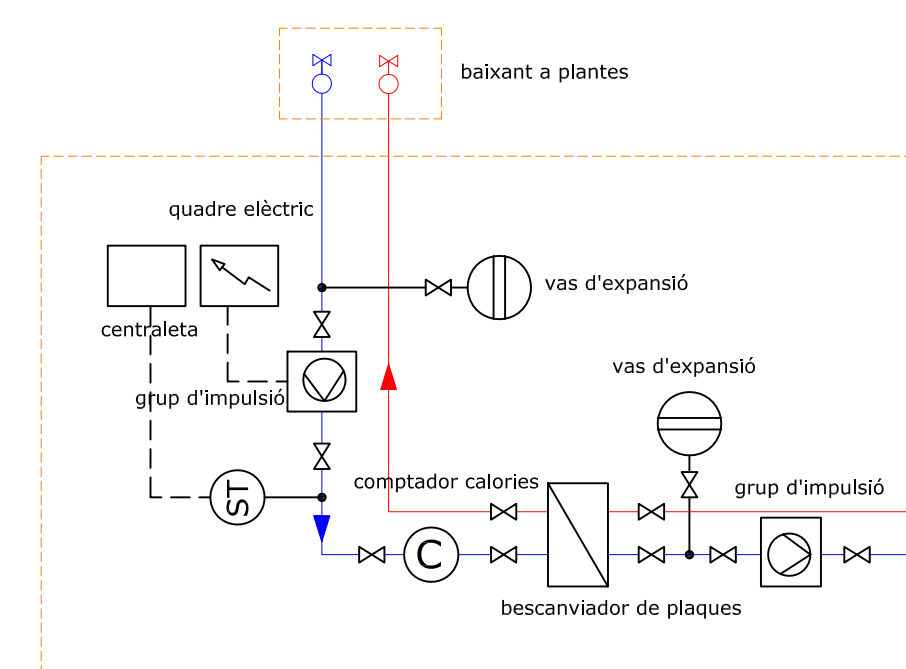 baixant a plantes
quadre elèctric
vas d'expansió
centraleta
vas d'expansió
grup d'impulsió
comptador calories
grup d'impulsió
ST
C
bescanviador de plaques